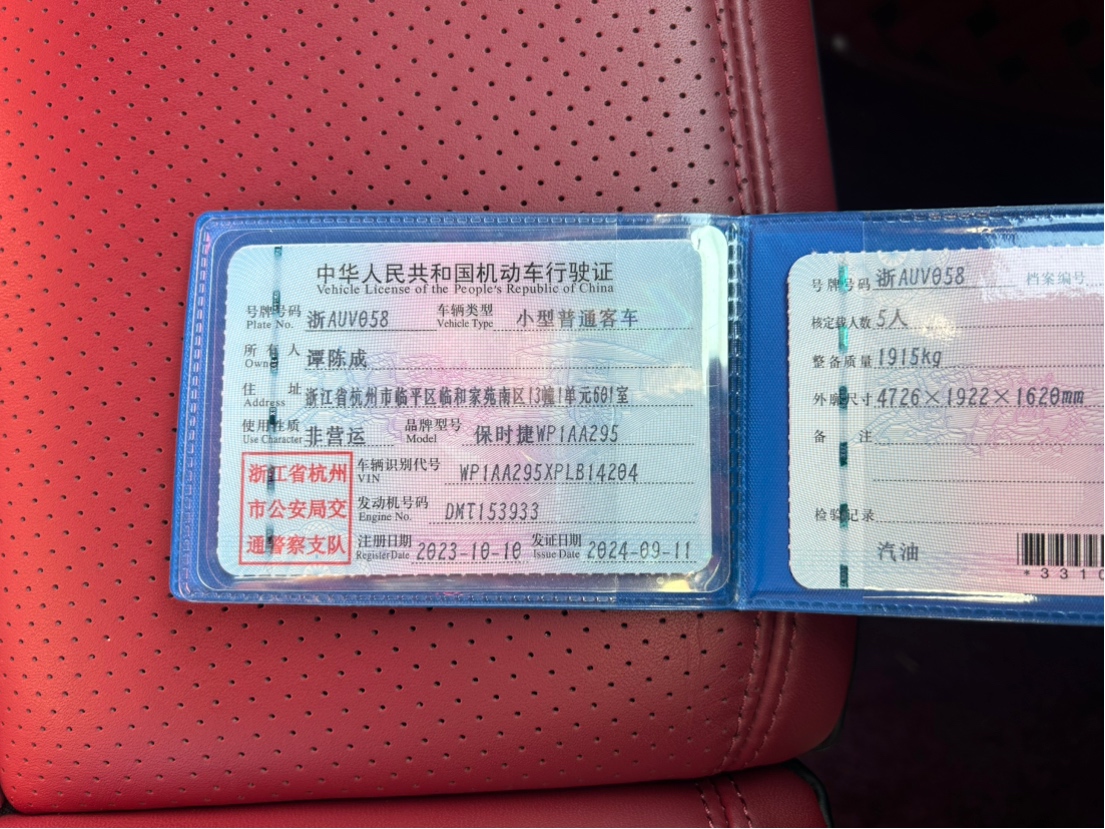 中华人民共和国机动车行驶证
Vehicle License of the People's Republic of China
号牌号码 Plate No. 浙AUV058 车辆类型 Vehicle Type 小型普通客车
所有人 Owner 谭陈成
住址 Address 浙江省杭州市临平区临和家苑南区13幢1单元601室
使用性质 Use Character 非营运 品牌型号 Model 保时捷WP1AA295
浙江省杭州
市公安局交
通警察支队
车辆识别代号 VIN WP1AA295XPLB14204
发动机号码 Engine No. DMT153933
注册日期 Register Date 2023-10-10 发证日期 Issue Date 2024-09-11
号牌号码 浙AUV058 档案编号
核定载人数 5人
整备质量 1915kg
外廓尺寸 4726×1922×1620mm
备注
检验记录
汽油
*3310